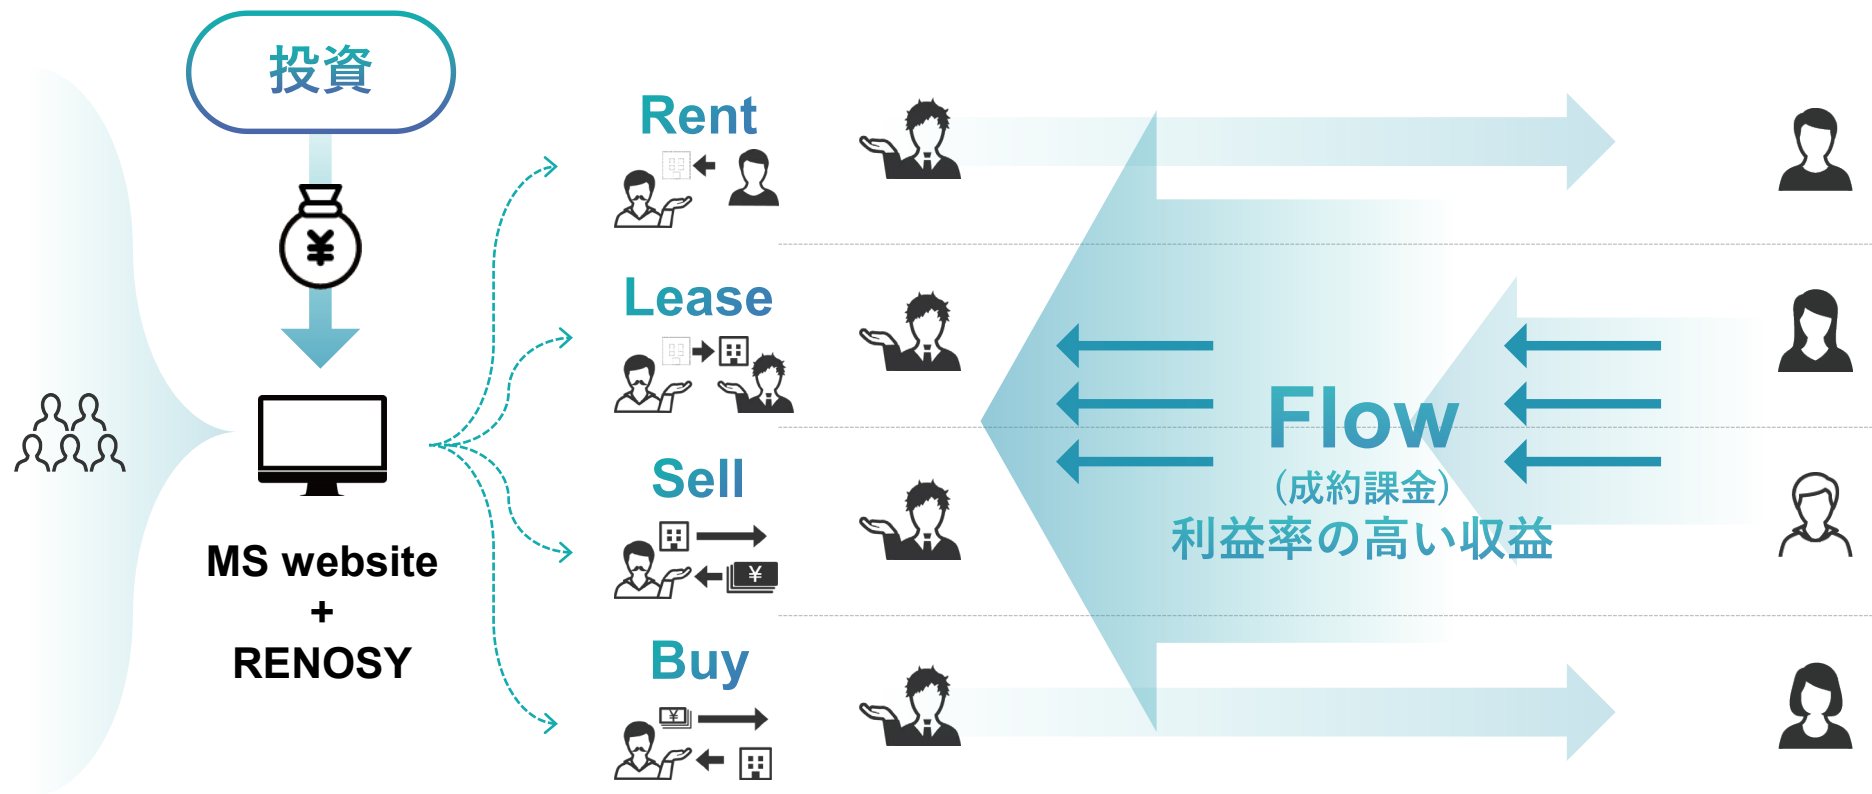 投資
¥
MS website
+
RENOSY
Rent
Lease
Sell
¥
Buy
¥
Flow
(成約課金)
利益率の高い収益